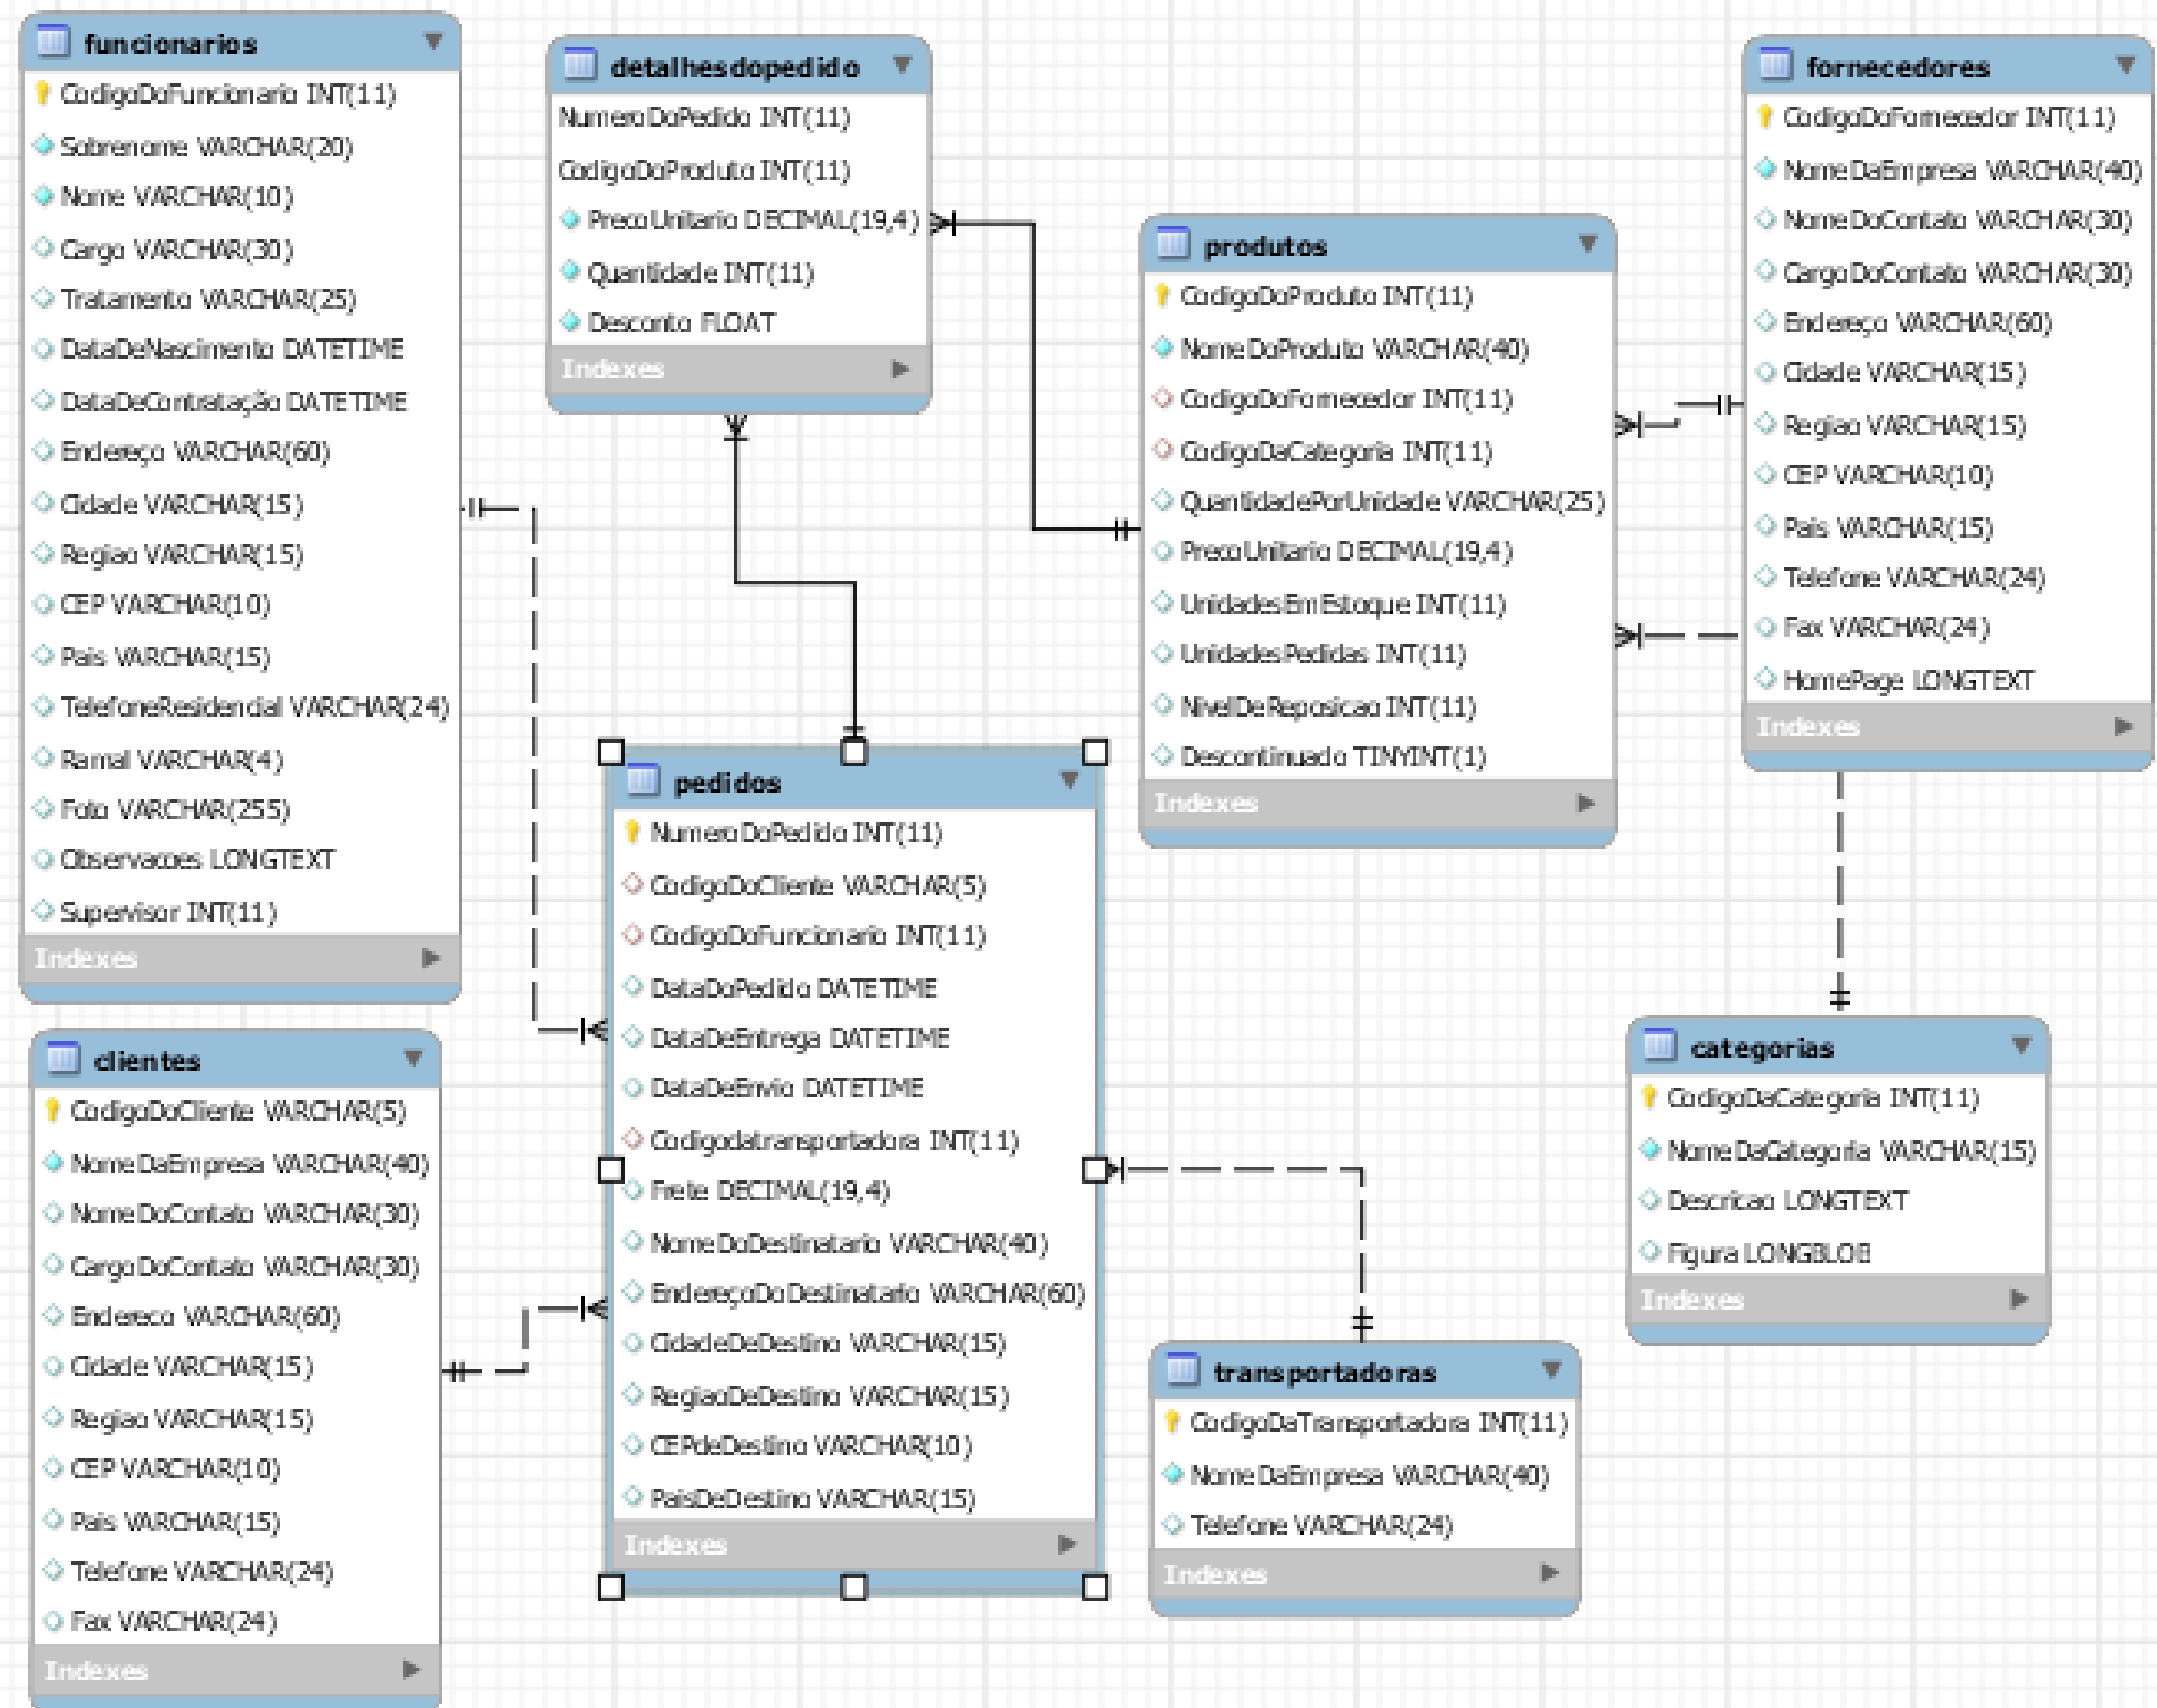 funcionarios
CodigoDoFuncionario INT(11)
Sobrenome VARCHAR(20)
Nome VARCHAR(10)
Cargo VARCHAR(30)
Tratamento VARCHAR(25)
DataDeNascimento DATETIME
DataDeContratação DATETIME
Endereço VARCHAR(60)
Cidade VARCHAR(15)
Regiao VARCHAR(15)
CEP VARCHAR(10)
Pais VARCHAR(15)
TelefoneResidencial VARCHAR(24)
Ramal VARCHAR(4)
Foto VARCHAR(255)
Observacoes LONGTEXT
Supervisor INT(11)
Indexes
detalhesdopedido
NumeroDoPedido INT(11)
CodigoDoProduto INT(11)
PrecoUnitario DECIMAL(19,4)
Quantidade INT(11)
Desconto FLOAT
Indexes
produtos
CodigoDoProduto INT(11)
NomeDoProduto VARCHAR(40)
CodigoDoFornecedor INT(11)
CodigoDaCategoria INT(11)
QuantidadePorUnidade VARCHAR(25)
PrecoUnitario DECIMAL(19,4)
UnidadesEmEstoque INT(11)
UnidadesPedidas INT(11)
NivelDeReposicao INT(11)
Descontinuado TINYINT(1)
Indexes
fornecedores
CodigoDoFornecedor INT(11)
NomeDaEmpresa VARCHAR(40)
NomeDoContato VARCHAR(30)
CargoDoContato VARCHAR(30)
Endereço VARCHAR(60)
Cidade VARCHAR(15)
Regiao VARCHAR(15)
CEP VARCHAR(10)
Pais VARCHAR(15)
Telefone VARCHAR(24)
Fax VARCHAR(24)
HomePage LONGTEXT
Indexes
clientes
CodigoDoCliente VARCHAR(5)
NomeDaEmpresa VARCHAR(40)
NomeDoContato VARCHAR(30)
CargoDoContato VARCHAR(30)
Endereco VARCHAR(60)
Cidade VARCHAR(15)
Regiao VARCHAR(15)
CEP VARCHAR(10)
Pais VARCHAR(15)
Telefone VARCHAR(24)
Fax VARCHAR(24)
Indexes
pedidos
NumeroDoPedido INT(11)
CodigoDoCliente VARCHAR(5)
CodigoDoFuncionario INT(11)
DataDoPedido DATETIME
DataDeEntrega DATETIME
DataDeEnvio DATETIME
Codigodatransportadora INT(11)
Frete DECIMAL(19,4)
NomeDoDestinatario VARCHAR(40)
EndereçoDoDestinatario VARCHAR(60)
CidadeDeDestino VARCHAR(15)
RegiaoDeDestino VARCHAR(15)
CEPdeDestino VARCHAR(10)
PaisDeDestino VARCHAR(15)
Indexes
transportadoras
CodigoDaTransportadora INT(11)
NomeDaEmpresa VARCHAR(40)
Telefone VARCHAR(24)
Indexes
categorias
CodigoDaCategoria INT(11)
NomeDaCategoria VARCHAR(15)
Descricao LONGTEXT
Figura LONGBLOB
Indexes